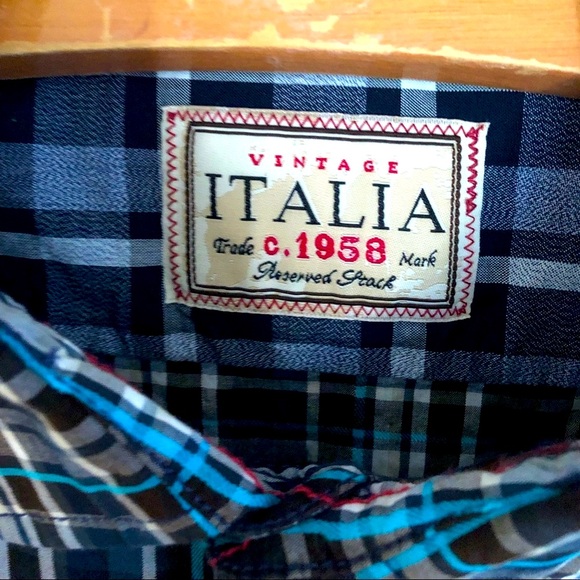 VINTAGE
ITALIA
Trade c.1958 Mark
Reserved Stock